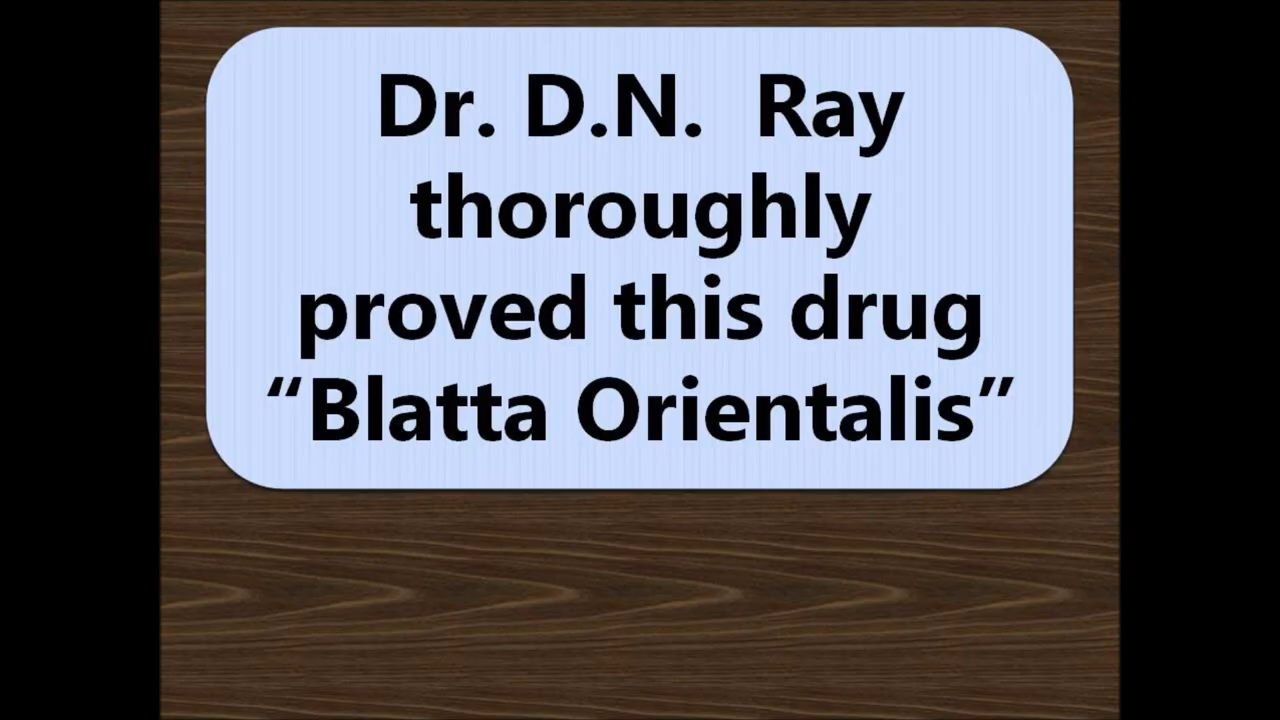 Dr. D.N.  Ray
thoroughly
proved this drug
“Blatta Orientalis”